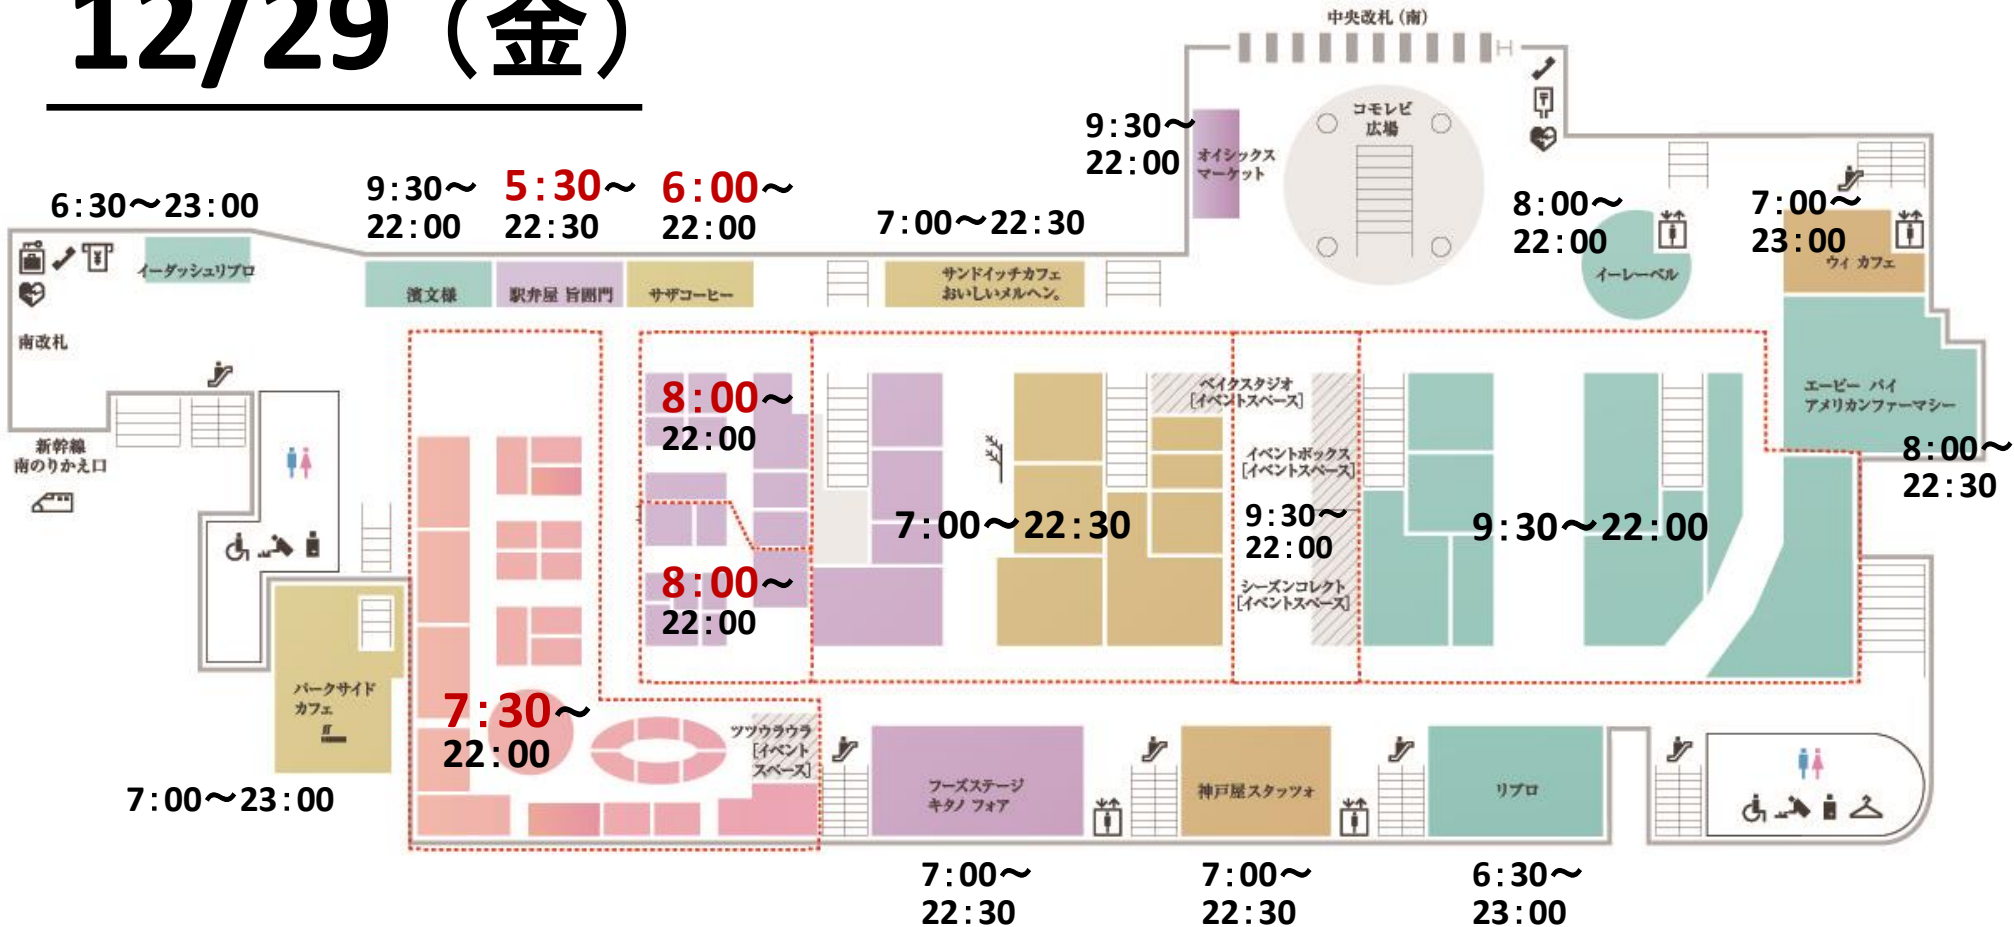 12/29（金）
中央改札（南）
コモレビ
広場
9:30～
22:00
オイシックス
マーケット
6:30～23:00
9:30～
22:00
5:30～
22:30
6:00～
22:00
7:00～22:30
8:00～
22:00
7:00～
23:00
イーダッシュリブロ
濱文様
駅弁屋 旨囲門
サザコーヒー
サンドイッチカフェ
おいしいメルヘン。
イーレーベル
ウィ カフェ
南改札
新幹線
南のりかえ口
8:00～
22:00
ベイクスタジオ
[イベントスペース]
イベントボックス
[イベントスペース]
エービー バイ
アメリカンファーマシー
8:00～
22:30
7:00～22:30
9:30～
22:00
9:30～22:00
8:00～
22:00
シーズンコレクト
[イベントスペース]
パークサイド
カフェ
7:00～23:00
7:30～
22:00
ツヅウラウラ
[イベント
スペース]
フーズステージ
キタノ フォア
神戸屋スタッツォ
リブロ
7:00～
22:30
7:00～
22:30
6:30～
23:00